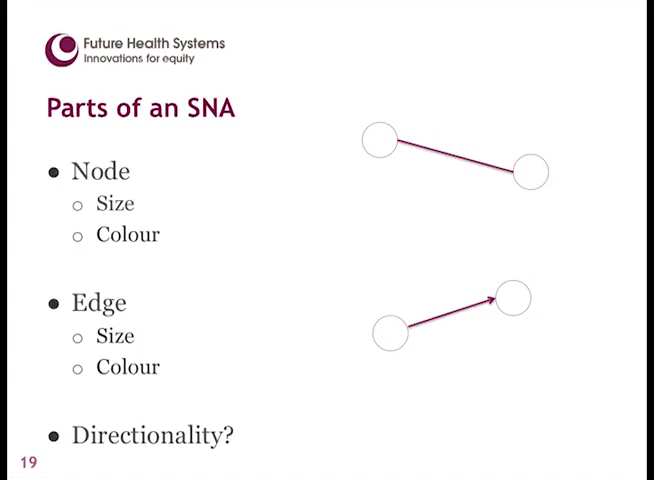 Future Health Systems
Innovations for equity
Parts of an SNA
● Node
○ Size
○ Colour
● Edge
○ Size
○ Colour
● Directionality?
19